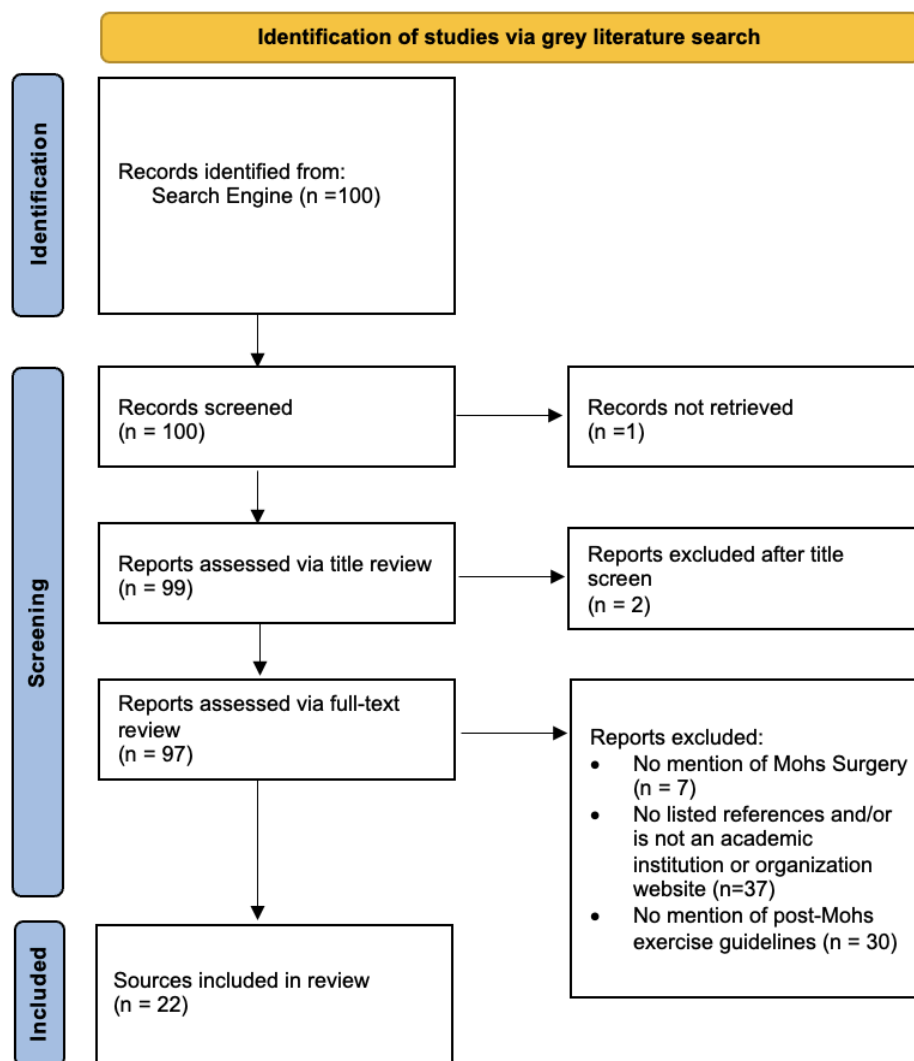 Identification of studies via grey literature search
Identification
Records identified from:
Search Engine (n =100)
Screening
Records screened
(n = 100)
Records not retrieved
(n =1)
Reports assessed via title review
(n = 99)
Reports excluded after title
screen
(n = 2)
Reports assessed via full-text
review
(n = 97)
Reports excluded:
• No mention of Mohs Surgery
(n = 7)
• No listed references and/or
is not an academic
institution or organization
website (n=37)
• No mention of post-Mohs
exercise guidelines (n = 30)
Included
Sources included in review
(n = 22)